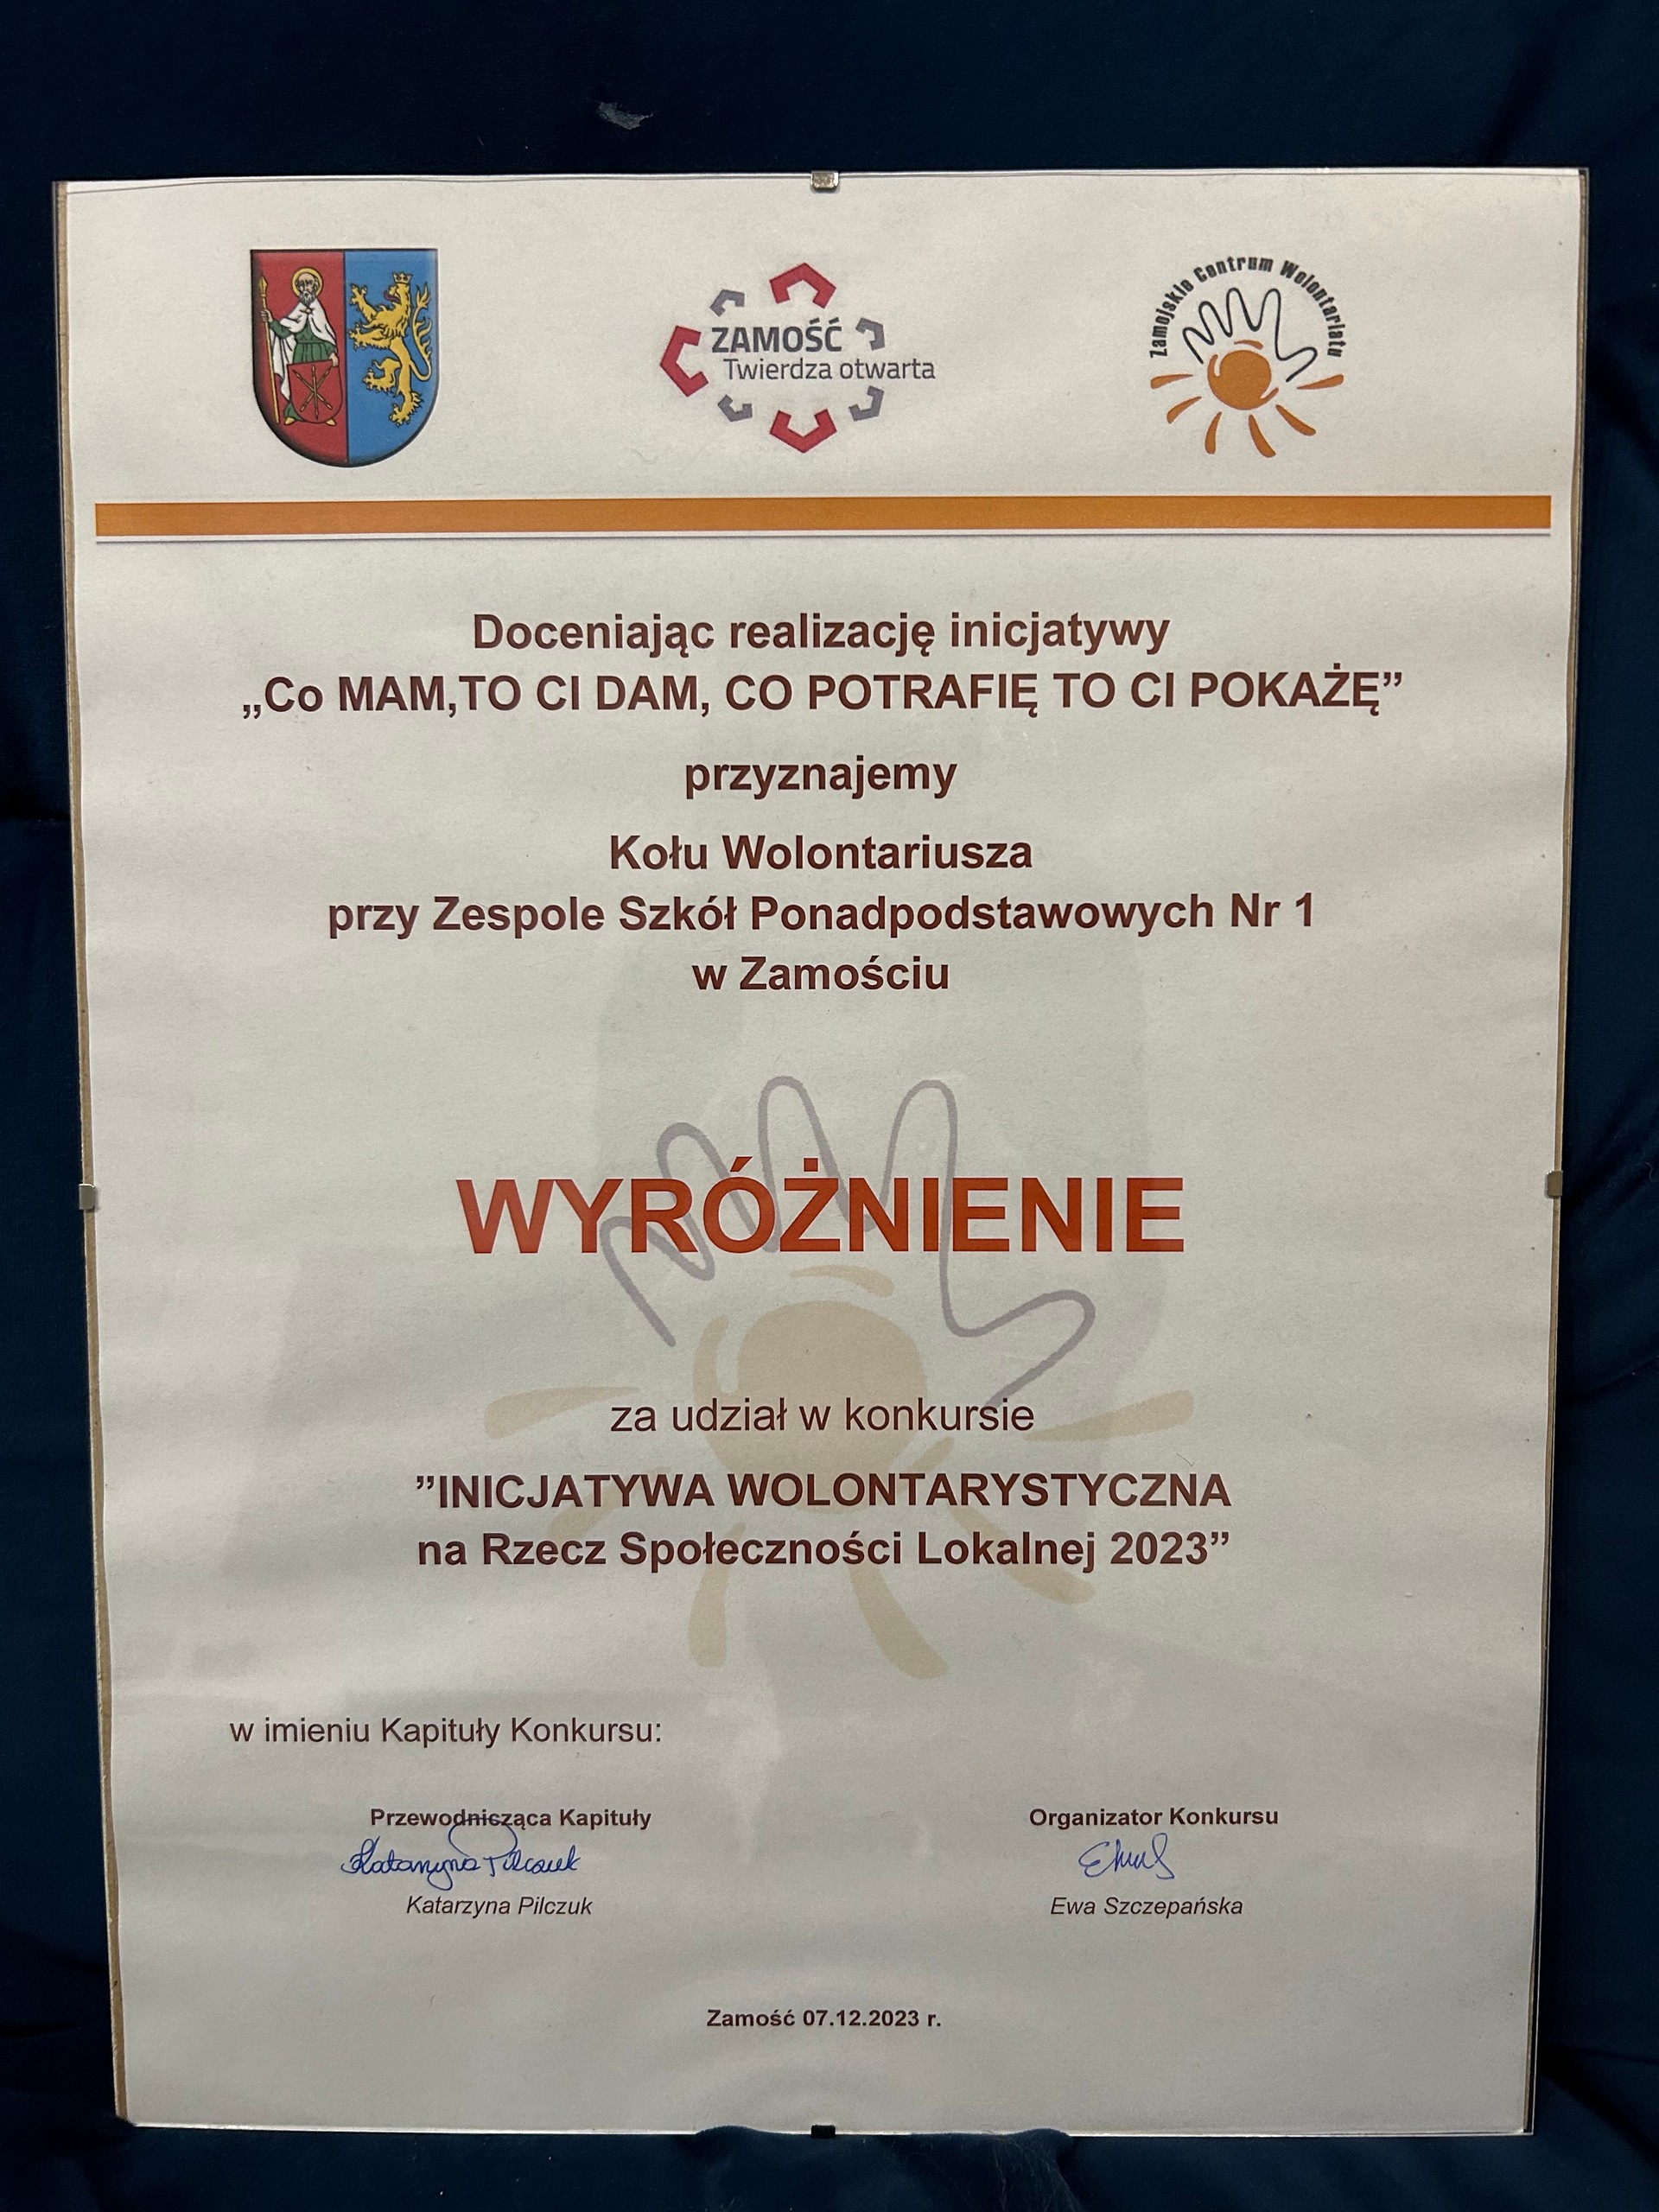 ZAMOŚĆ
Twierdza otwarta
Zamojskie Centrum Wolontariatu
Doceniając realizację inicjatywy
„Co MAM,TO CI DAM, CO POTRAFIĘ TO CI POKAŻĘ”
przyznajemy
Kołu Wolontariusza
przy Zespole Szkół Ponadpodstawowych Nr 1
w Zamościu
WYRÓŻNIENIE
za udział w konkursie
”INICJATYWA WOLONTARYSTYCZNA
na Rzecz Społeczności Lokalnej 2023”
w imieniu Kapituły Konkursu:
Przewodnicząca Kapituły
Organizator Konkursu
Katarzyna Pilczuk
Katarzyna Pilczuk
Ewa Szczepańska
Zamość 07.12.2023 r.